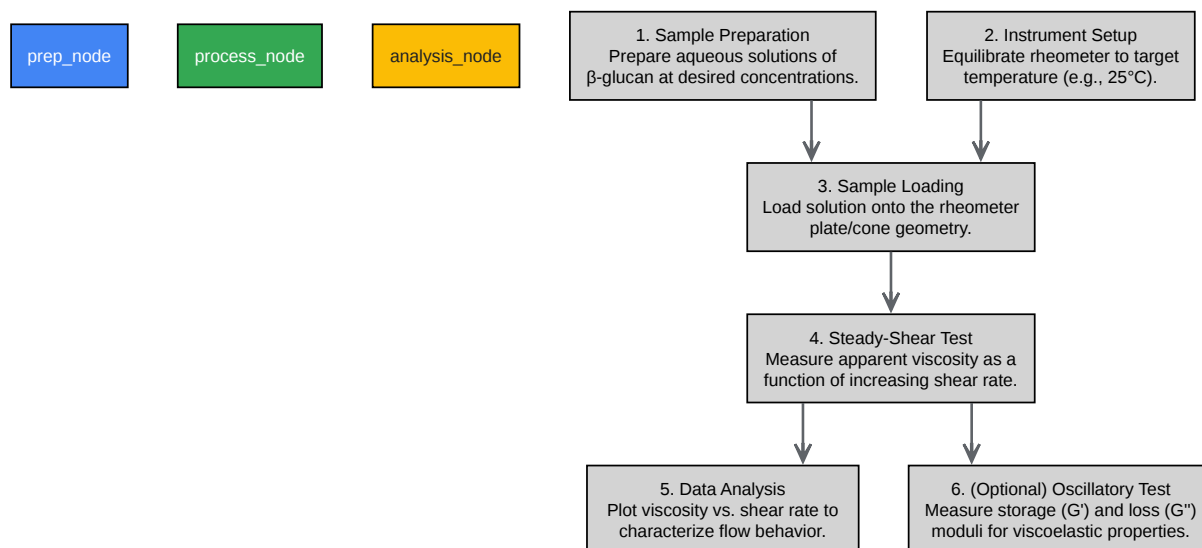 prep_node
process_node
analysis_node
1. Sample Preparation
Prepare aqueous solutions of
β-glucan at desired concentrations.
2. Instrument Setup
Equilibrate rheometer to target
temperature (e.g., 25°C).
3. Sample Loading
Load solution onto the rheometer
plate/cone geometry.
4. Steady-Shear Test
Measure apparent viscosity as a
function of increasing shear rate.
5. Data Analysis
Plot viscosity vs. shear rate to
characterize flow behavior.
6. (Optional) Oscillatory Test
Measure storage (G') and loss (G'')
moduli for viscoelastic properties.